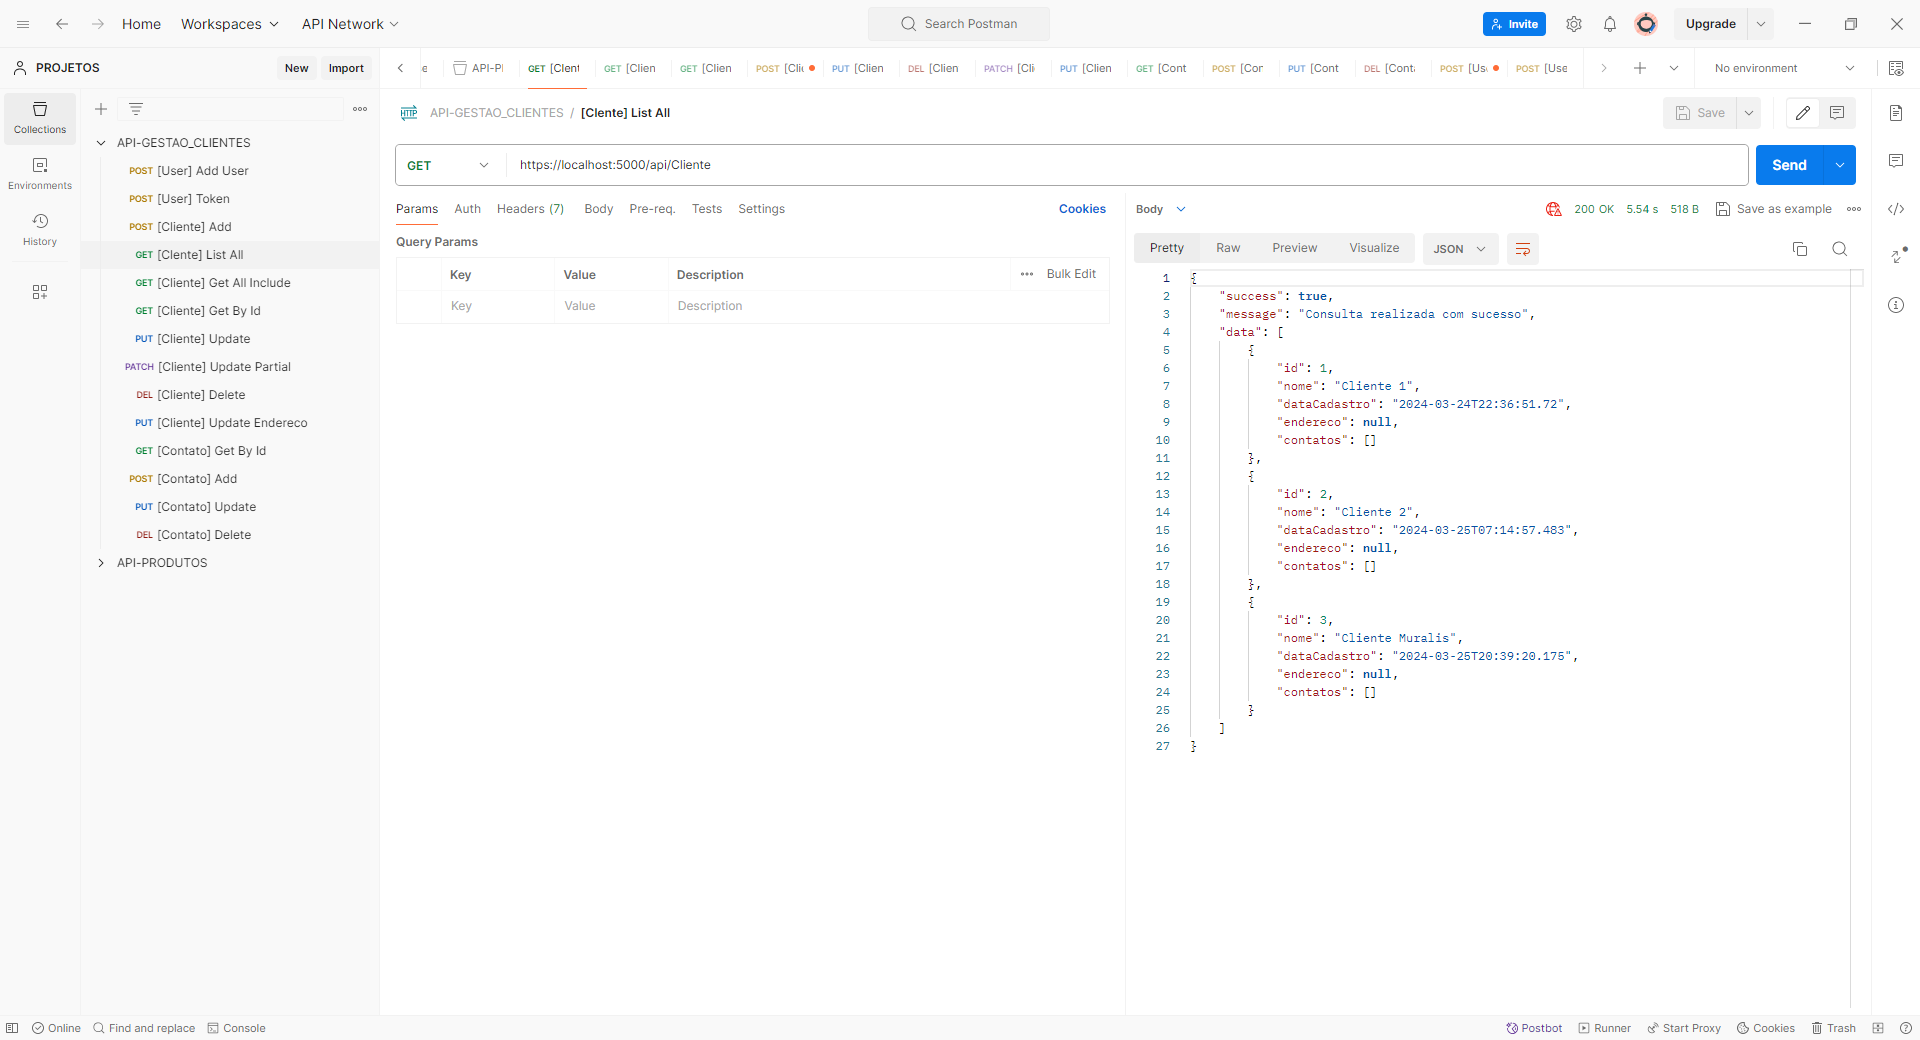 Home Workspaces API Network Search Postman Invite Upgrade
PROJETOS New Import
e API-Pl GET [Client GET [Clien GET [Clien POST [Cli PUT [Clien DEL [Clien PATCH [Cli PUT [Clien GET [Cont POST [Cor PUT [Cont DEL [Cont POST [Us POST [Use No environment
Collections
Environments
History
API-GESTAO_CLIENTES
POST [User] Add User
POST [User] Token
POST [Cliente] Add
GET [Clente] List All
GET [Cliente] Get All Include
GET [Cliente] Get By Id
PUT [Cliente] Update
PATCH [Cliente] Update Partial
DEL [Cliente] Delete
PUT [Cliente] Update Endereco
GET [Contato] Get By Id
POST [Contato] Add
PUT [Contato] Update
DEL [Contato] Delete
API-PRODUTOS
HTTP API-GESTAO_CLIENTES / [Clente] List All Save
GET https://localhost:5000/api/Cliente Send
Params Auth Headers (7) Body Pre-req. Tests Settings Cookies
Query Params
Key Value Description Bulk Edit
Key Value Description
Body 200 OK 5.54 s 518 B Save as example
Pretty Raw Preview Visualize JSON
1 {
2 "success": true,
3 "message": "Consulta realizada com sucesso",
4 "data": [
5 {
6 "id": 1,
7 "nome": "Cliente 1",
8 "dataCadastro": "2024-03-24T22:36:51.72",
9 "endereco": null,
10 "contatos": []
11 },
12 {
13 "id": 2,
14 "nome": "Cliente 2",
15 "dataCadastro": "2024-03-25T07:14:57.483",
16 "endereco": null,
17 "contatos": []
18 },
19 {
20 "id": 3,
21 "nome": "Cliente Muralis",
22 "dataCadastro": "2024-03-25T20:39:20.175",
23 "endereco": null,
24 "contatos": []
25 }
26 ]
27 }
Online Find and replace Console Postbot Runner Start Proxy Cookies Trash